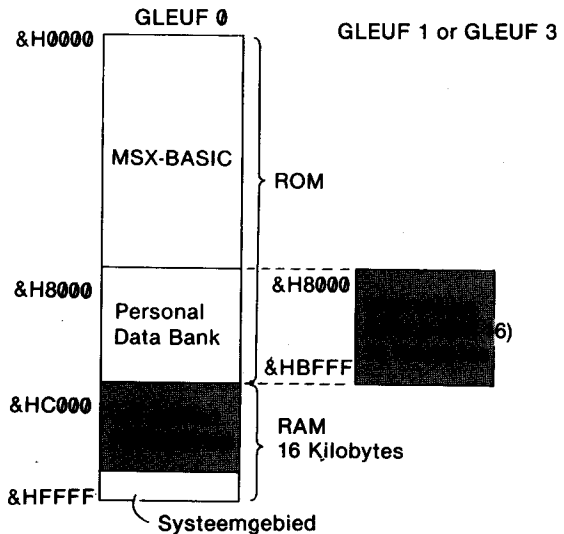 GLEUF 0
GLEUF 1 or GLEUF 3
&H0000
MSX-BASIC
ROM
&H8000
&H8000
Personal
Data Bank
6)
&HBFFF
&HC000
RAM
16 Kilobytes
&HFFFF
Systeemgebied